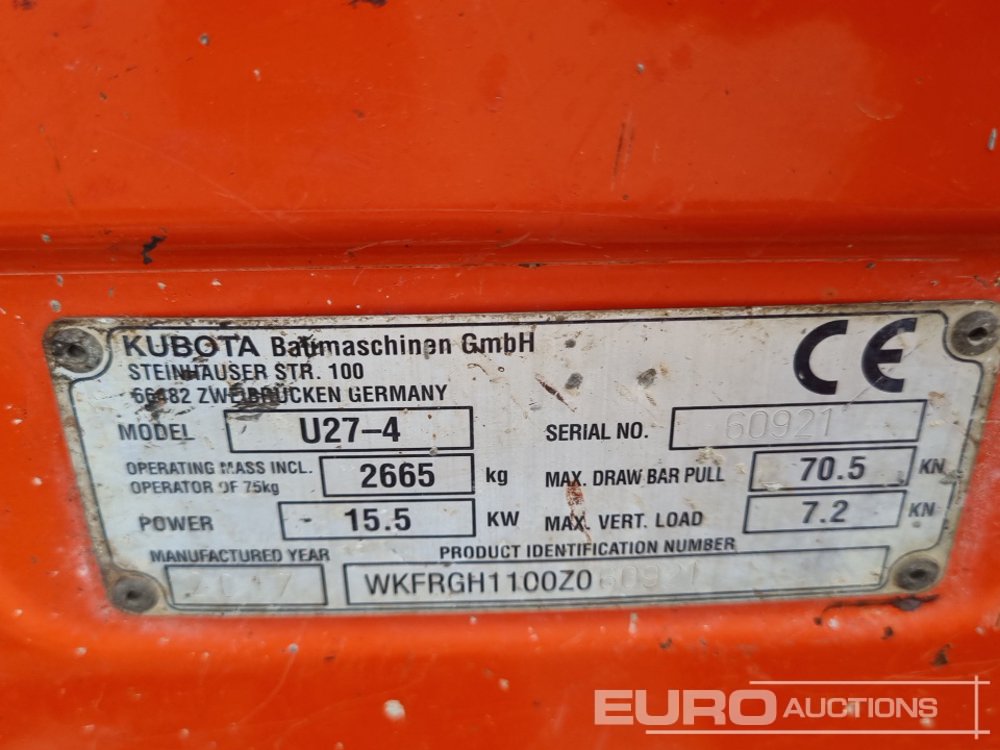 KUBOTA Baumaschinen GmbH
STEINHAUSER STR. 100
66482 ZWEIBRÜCKEN GERMANY
CE
MODEL U27-4 SERIAL NO. 60921
OPERATING MASS INCL. OPERATOR OF 75kg 2665 kg MAX. DRAW BAR PULL 70.5 KN
POWER 15.5 KW MAX. VERT. LOAD 7.2 KN
MANUFACTURED YEAR PRODUCT IDENTIFICATION NUMBER
2017 WKFRGH1100Z060921
EURO AUCTIONS